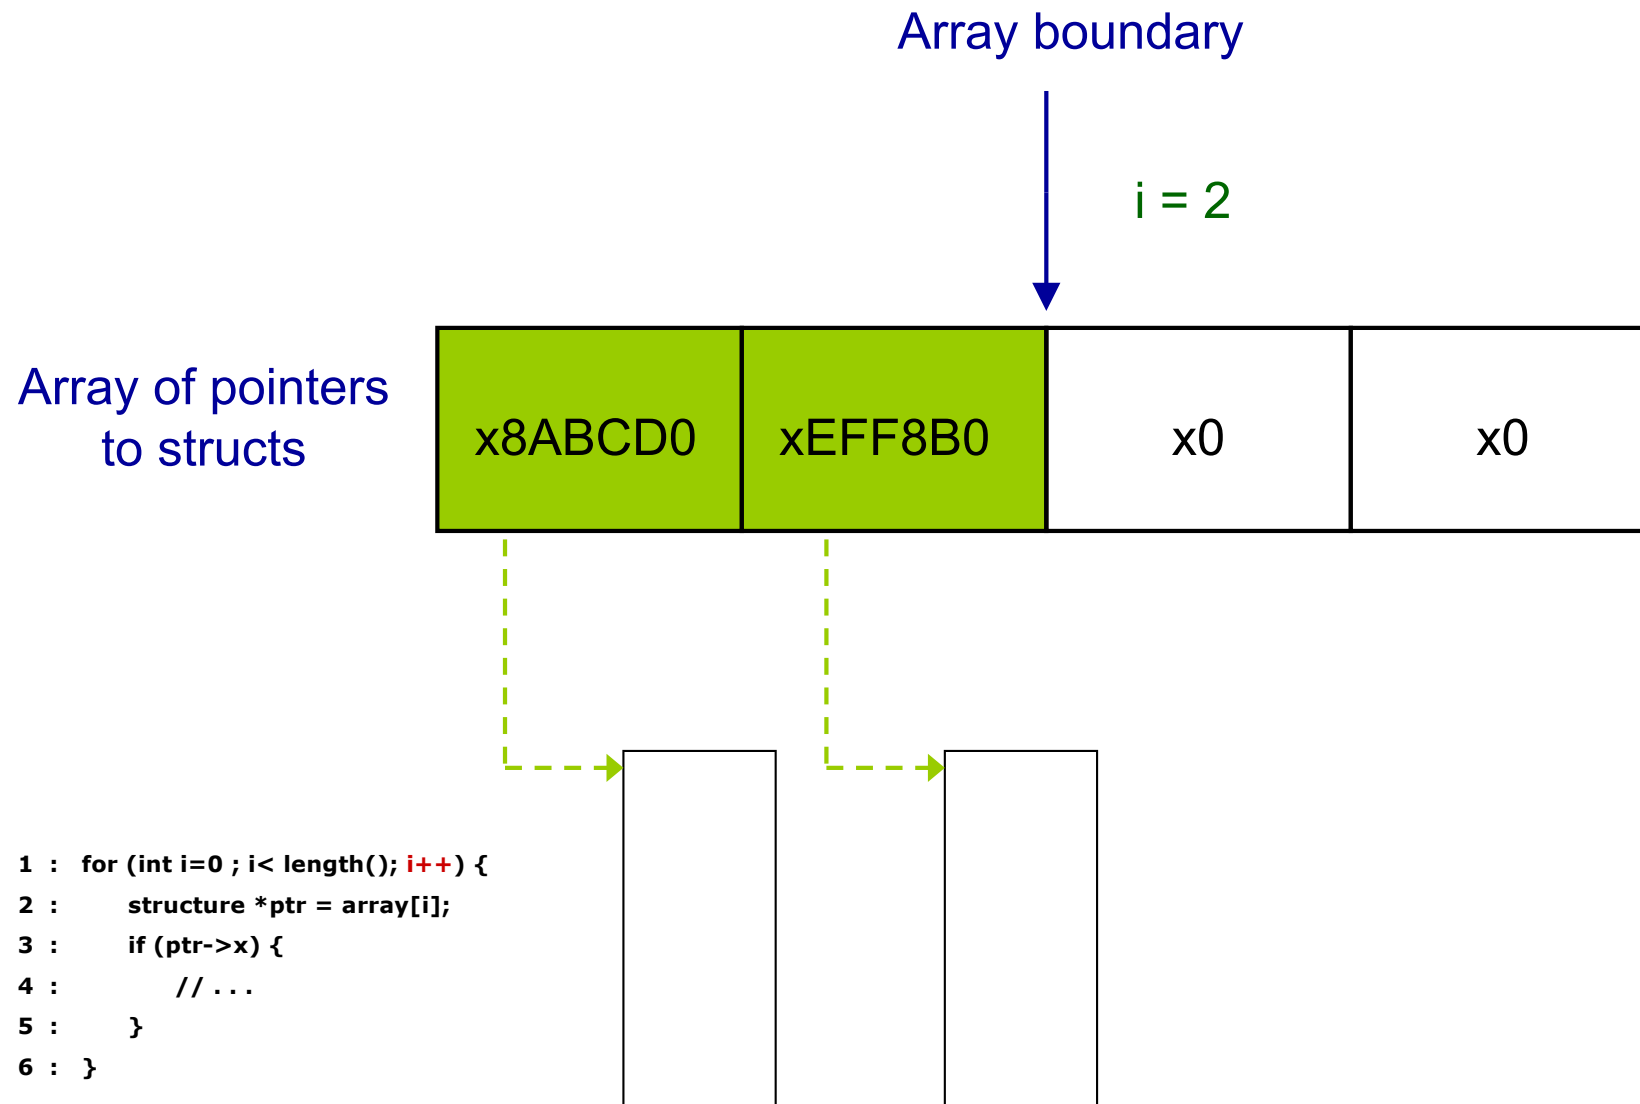 Array boundary
i = 2
Array of pointers
to structs
x8ABCD0
xEFF8B0
x0
x0
1 : for (int i=0 ; i< length(); i++) {
2 : structure *ptr = array[i];
3 : if (ptr->x) {
4 : // . . .
5 : }
6 : }